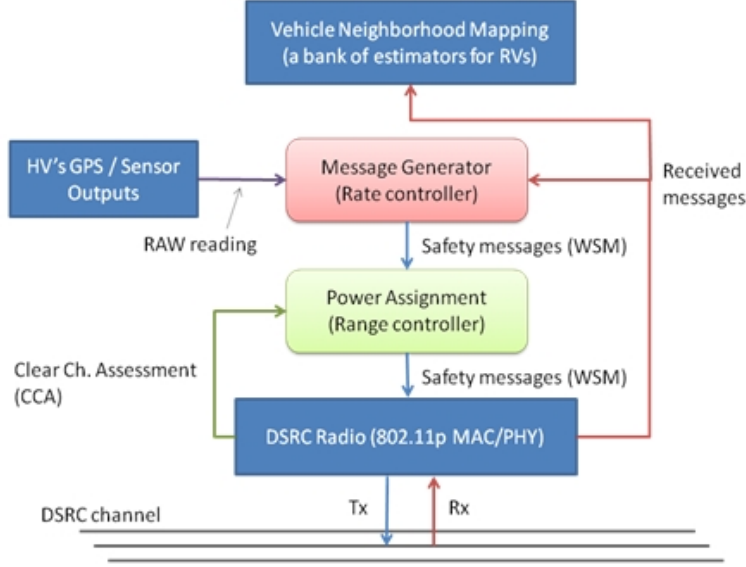 Vehicle Neighborhood Mapping
(a bank of estimators for RVs)
HV's GPS / Sensor
Outputs
Message Generator
(Rate controller)
Received
messages
RAW reading
Safety messages (WSM)
Power Assignment
(Range controller)
Clear Ch. Assessment
(CCA)
Safety messages (WSM)
DSRC Radio (802.11p MAC/PHY)
Tx
Rx
DSRC channel